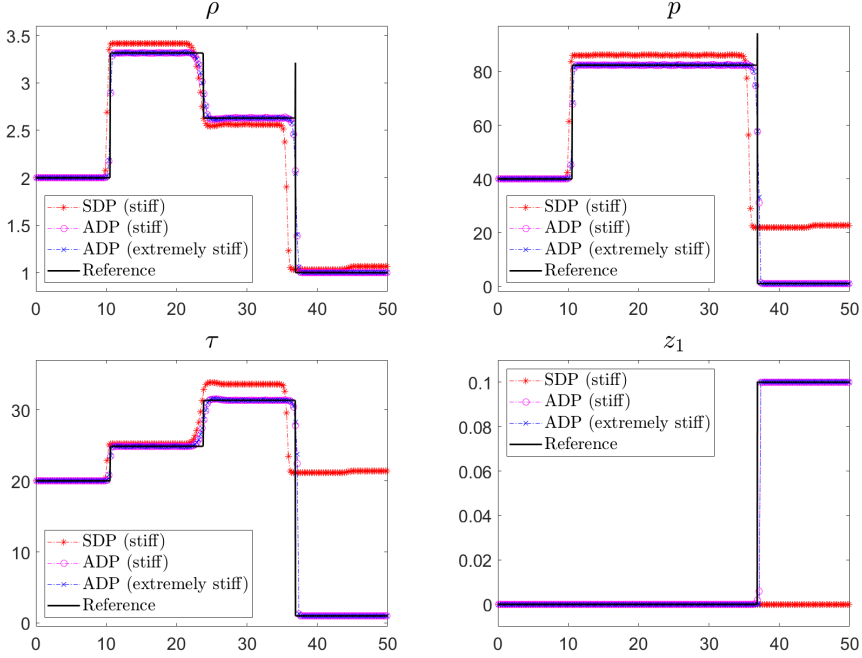 ρ
3.5
3
2.5
2
1.5
1
SDP (stiff)
ADP (stiff)
ADP (extremely stiff)
Reference
0 10 20 30 40 50
p
80
60
40
20
0
SDP (stiff)
ADP (stiff)
ADP (extremely stiff)
Reference
0 10 20 30 40 50
τ
30
20
10
0
SDP (stiff)
ADP (stiff)
ADP (extremely stiff)
Reference
0 10 20 30 40 50
z₁
0.1
0.08
0.06
0.04
0.02
0
SDP (stiff)
ADP (stiff)
ADP (extremely stiff)
Reference
0 10 20 30 40 50